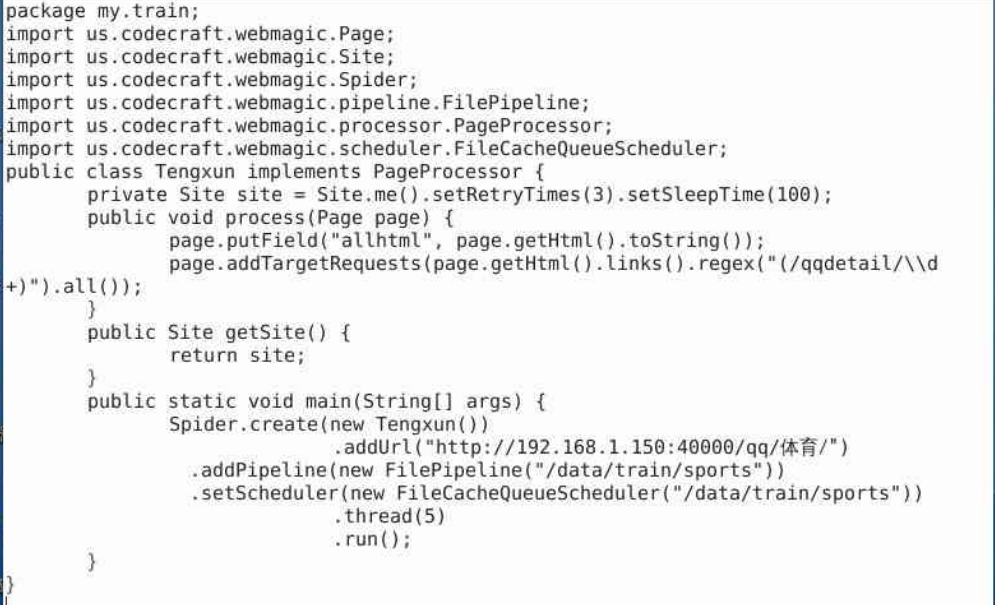 package my.train;
import us.codecraft.webmagic.Page;
import us.codecraft.webmagic.Site;
import us.codecraft.webmagic.Spider;
import us.codecraft.webmagic.pipeline.FilePipeline;
import us.codecraft.webmagic.processor.PageProcessor;
import us.codecraft.webmagic.scheduler.FileCacheQueueScheduler;
public class Tengxun implements PageProcessor {
        private Site site = Site.me().setRetryTimes(3).setSleepTime(100);
        public void process(Page page) {
                page.putField("allhtml", page.getHtml().toString());
                page.addTargetRequests(page.getHtml().links().regex("(/qqdetail/\\d
+)").all());
        }
        public Site getSite() {
                return site;
        }
        public static void main(String[] args) {
                Spider.create(new Tengxun())
                                .addUrl("http://192.168.1.150:40000/qq/体育/")
                  .addPipeline(new FilePipeline("/data/train/sports"))
                  .setScheduler(new FileCacheQueueScheduler("/data/train/sports"))
                                .thread(5)
                                .run();
        }
}